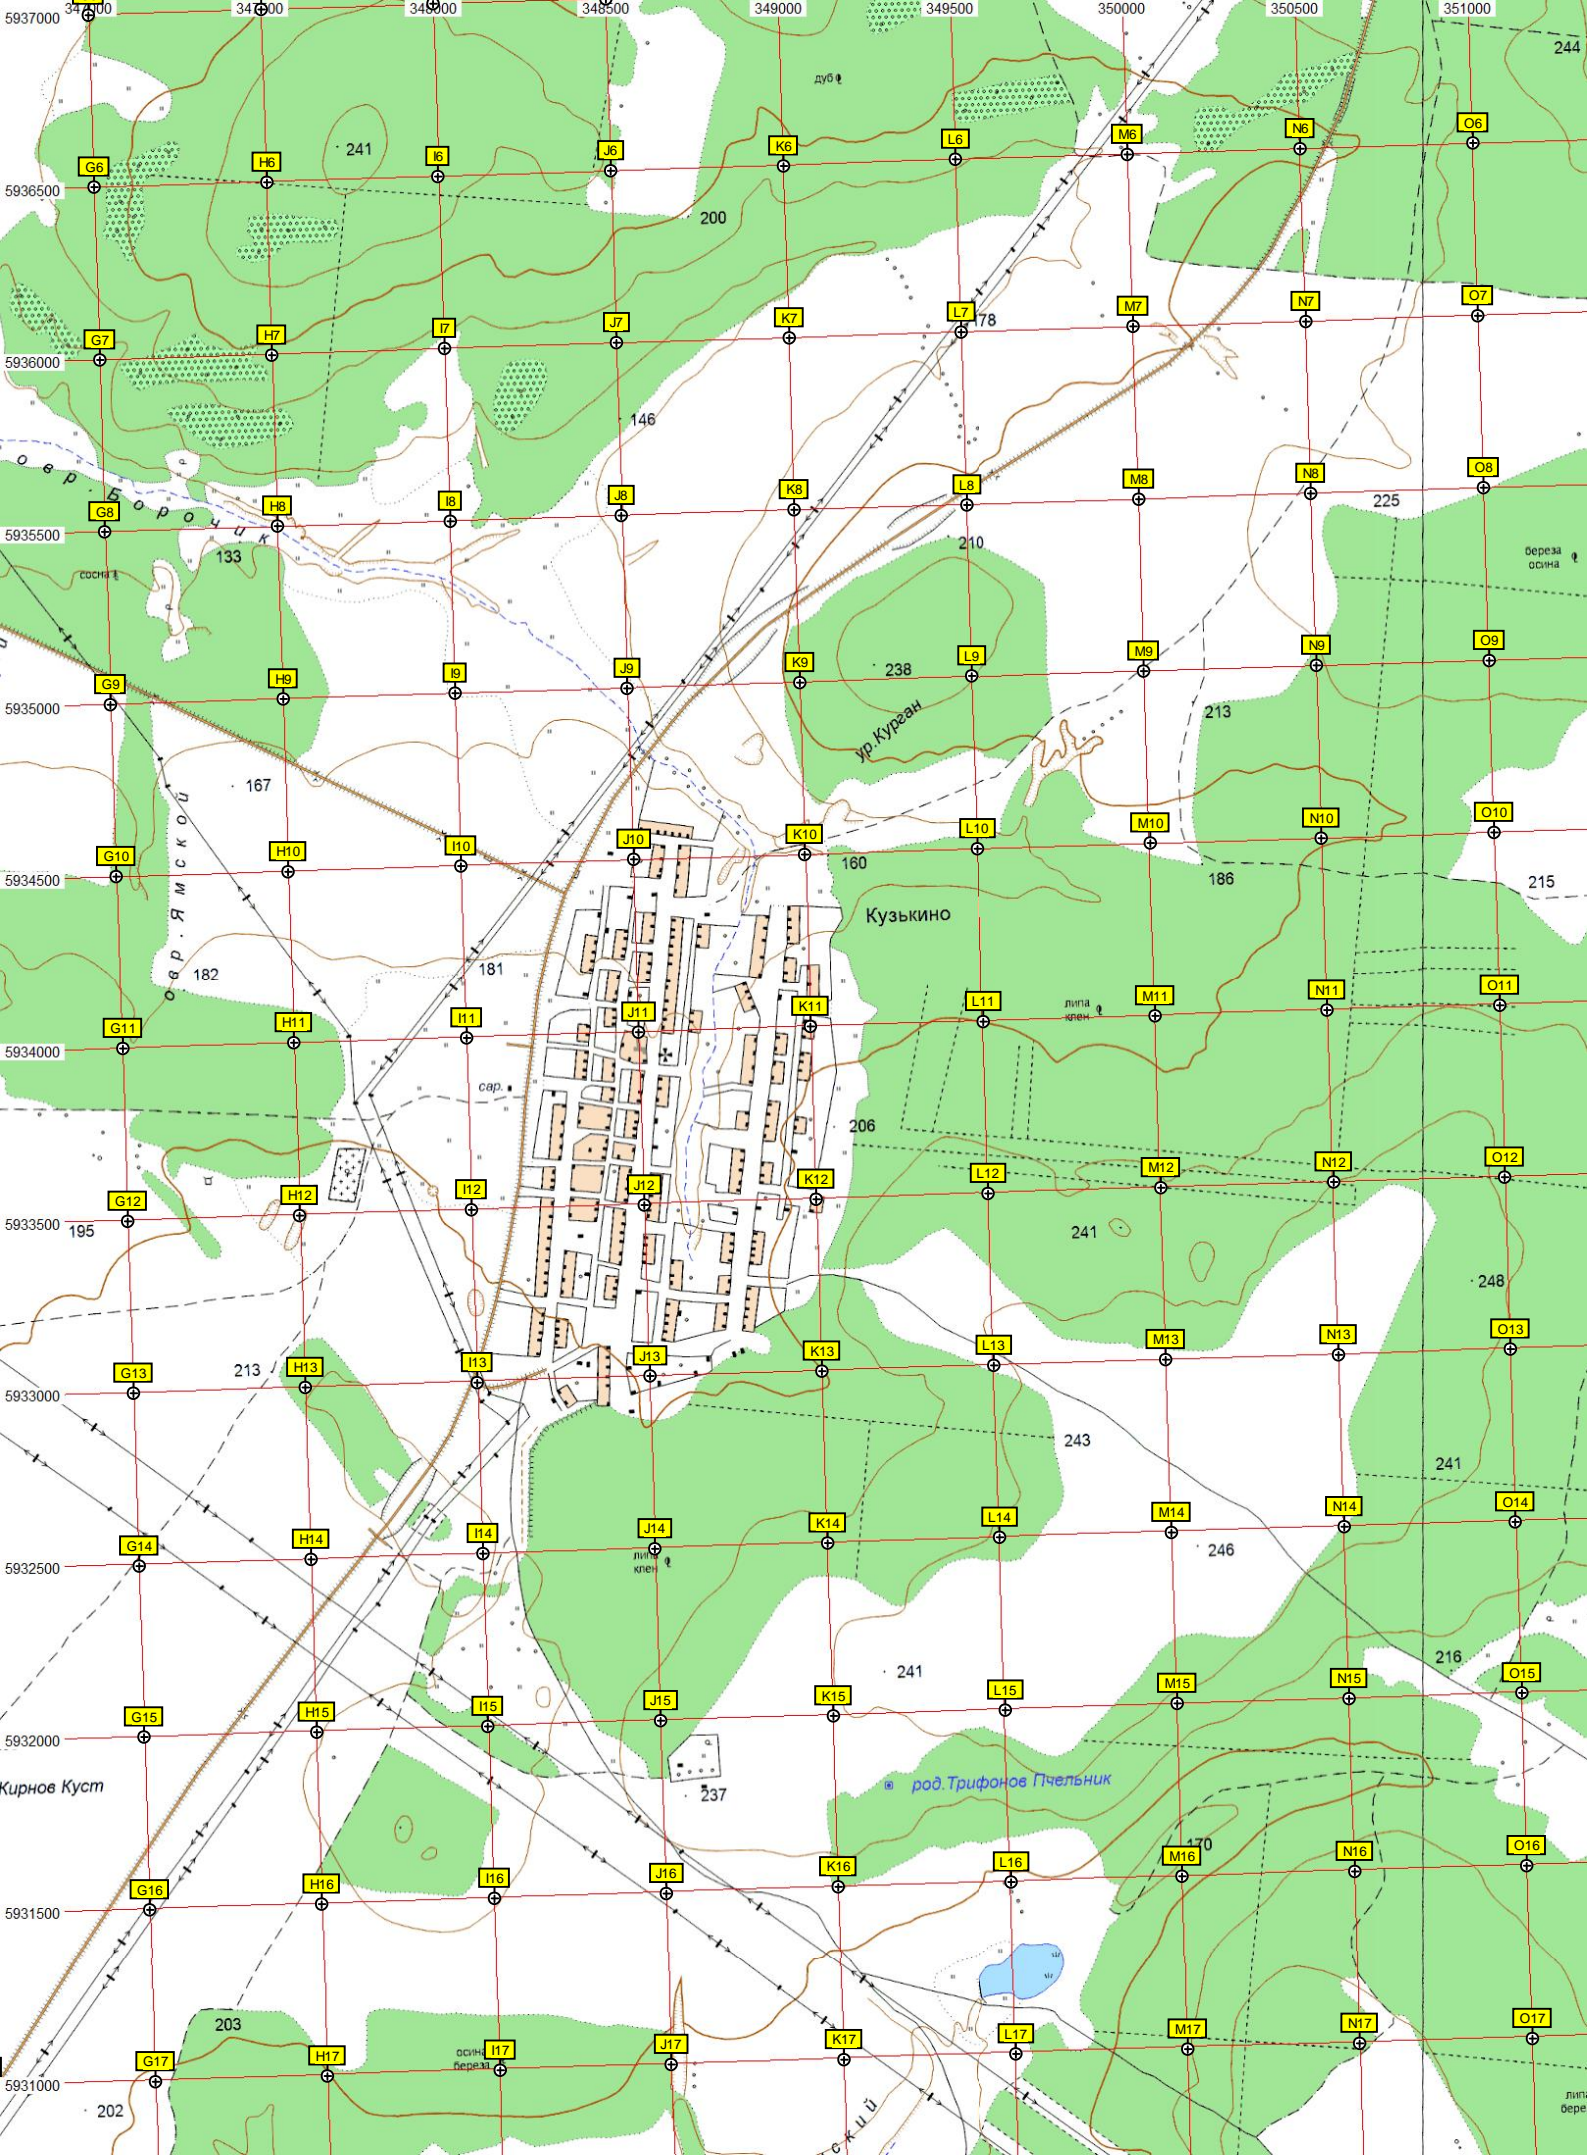 347000 347500 348000 348500 349000 349500 350000 350500 351000
5937000
244
дуб
241
G6 H6 I6 J6 K6 L6 M6 N6 O6
5936500
200
G7 H7 I7 J7 K7 L7 M7 N7 O7
178
5936000
146
овр. Борочик
G8 H8 I8 J8 K8 L8 M8 N8 O8
225
5935500
133
210
сосна
береза
осина
G9 H9 I9 J9 K9 L9 M9 N9 O9
238
5935000
ур.Курган
213
167
овр. Ямской
G10 H10 I10 J10 K10 L10 M10 N10 O10
160
5934500
186
215
Кузькино
182
181
G11 H11 I11 J11 K11 L11 M11 N11 O11
липа
клен
5934000
сар.
206
G12 H12 I12 J12 K12 L12 M12 N12 O12
5933500
195
241
248
G13 H13 I13 J13 K13 L13 M13 N13 O13
213
5933000
243
241
G14 H14 I14 J14 K14 L14 M14 N14 O14
246
липа
клен
5932500
241
216
G15 H15 I15 J15 K15 L15 M15 N15 O15
5932000
Кирнов Куст
род.Трифонов Пчельник
237
170
G16 H16 I16 J16 K16 L16 M16 N16 O16
5931500
203
G17 H17 I17 J17 K17 L17 M17 N17 O17
осина
береза
5931000
202
ский